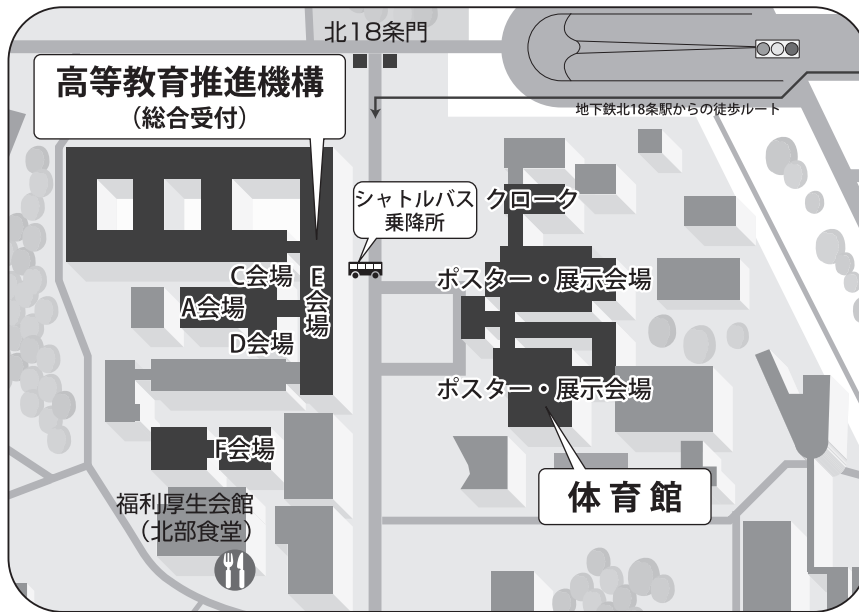 北18条門
高等教育推進機構
(総合受付)
地下鉄北18条駅からの徒歩ルート
シャトルバス
乗降所
クローク
C会場
E会場
ポスター・展示会場
A会場
D会場
ポスター・展示会場
F会場
体育館
福利厚生会館
(北部食堂)